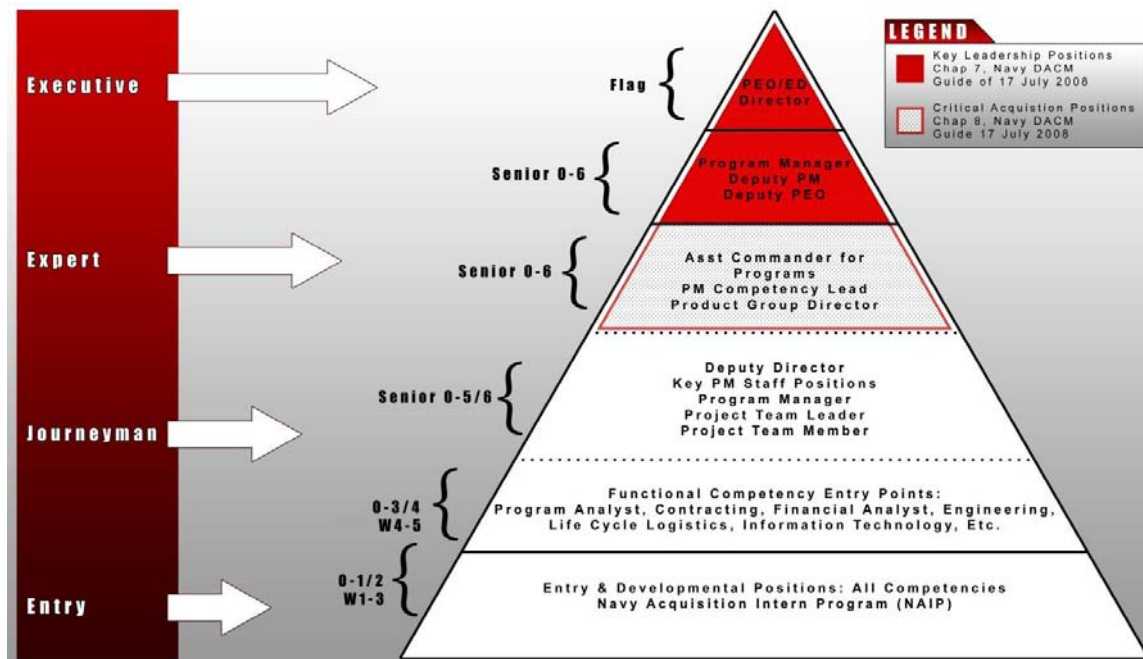 LEGEND
Key Leadership Positions
Chap 7, Navy DACM
Guide of 17 July 2008
Critical Acquistion Positions
Chap 8, Navy DACM
Guide 17 July 2008
Executive
Flag
PEO/ED
Director
Senior 0-6
Program Manager
Deputy PM
Deputy PEO
Expert
Senior 0-6
Asst Commander for
Programs
PM Competency Lead
Product Group Director
Journeyman
Senior 0-5/6
Deputy Director
Key PM Staff Positions
Program Manager
Project Team Leader
Project Team Member
0-3/4
W4-5
Functional Competency Entry Points:
Program Analyst, Contracting, Financial Analyst, Engineering,
Life Cycle Logistics, Information Technology, Etc.
Entry
0-1/2
W1-3
Entry & Developmental Positions: All Competencies
Navy Acquisition Intern Program (NAIP)